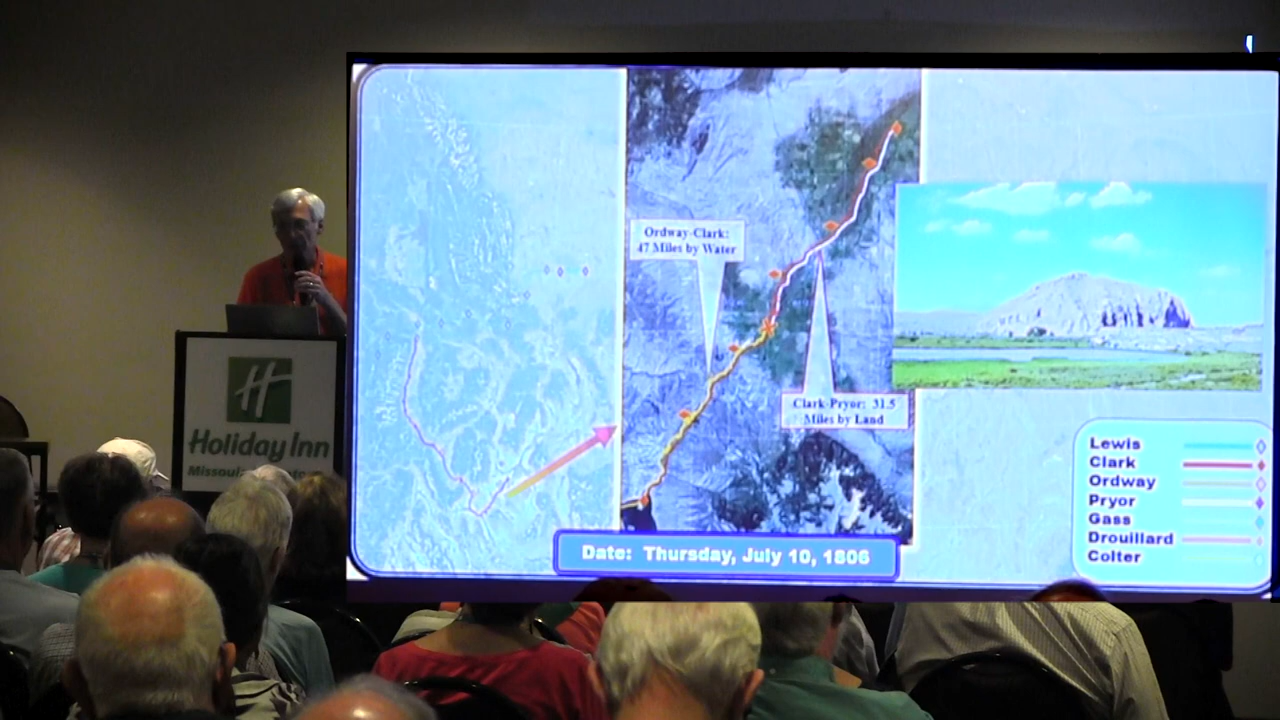 Ordway-Clark:
47 Miles by Water
Clark-Pryor: 31.5
Miles by Land
Lewis
Clark
Ordway
Pryor
Gass
Drouillard
Colter
Date: Thursday, July 10, 1806
H
Holiday Inn